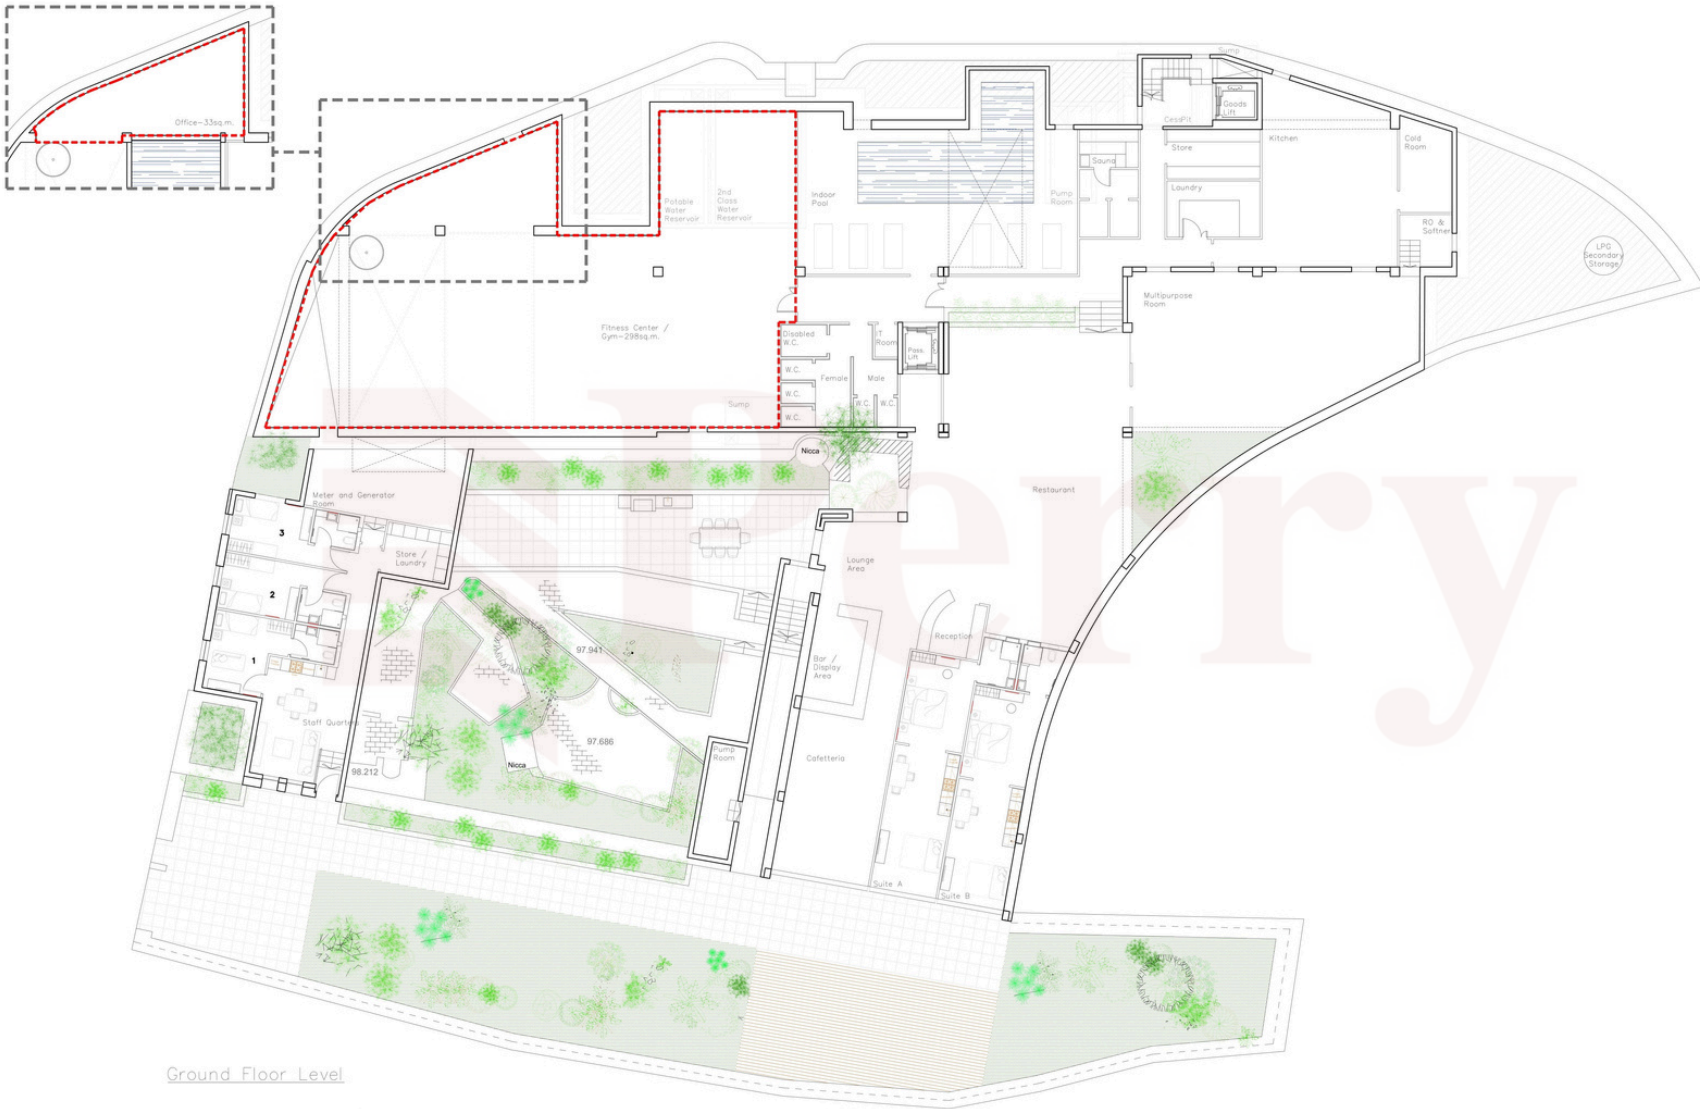 Office-33sq.m.
Sump
Goods
Lift
CessPit
Kitchen
Cold
Room
Store
Sauna
Laundry
Potable
Water
Reservoir
2nd
Class
Water
Reservoir
Indoor
Pool
Pump
Room
RO &
Softner
LPG
Secondary
Storage
Multipurpose
Room
Fitness Center /
Gym-298sq.m.
Disabled
W.C.
IT
Room
Pass.
Lift
Shaft
W.C.
Female
Male
W.C.
W.C.
W.C.
W.C.
Sump
Perry
Nicca
Meter and Generator
Room
Restaurant
3
Store /
Laundry
Lounge
Area
2
Reception
1
97.941
Bar /
Display
Area
Staff Quarters
97.686
Pump
Room
Nicca
98.212
Cafetteria
Suite A
Suite B
Ground Floor Level